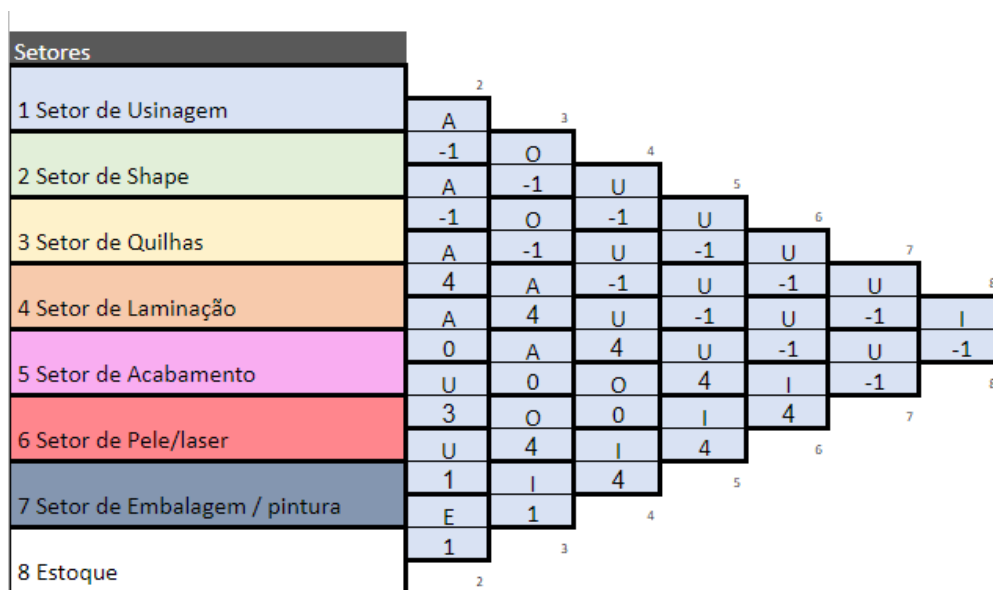 Setores
2
1 Setor de Usinagem A 3
-1 O 4
2 Setor de Shape A -1 U 5
-1 O -1 U 6
3 Setor de Quilhas A -1 U -1 U 7
4 A -1 U -1 U 8
4 Setor de Laminação A 4 U -1 U -1 I
0 A 4 U -1 U -1
5 Setor de Acabamento U 0 O 4 I -1 8
3 O 0 I 4 7
6 Setor de Pele/laser U 4 I 4 6
1 I 4 5
7 Setor de Embalagem / pintura E 1 4
1 3
8 Estoque 2